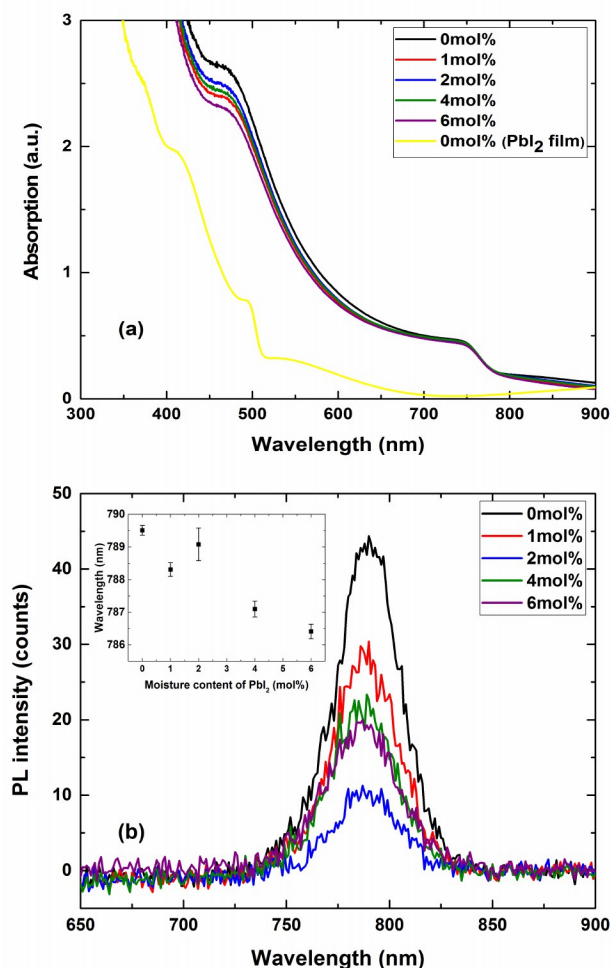 3
2
1
0
Absorption (a.u.)
0mol%
1mol%
2mol%
4mol%
6mol%
0mol% (PbI2 film)
(a)
300 400 500 600 700 800 900
Wavelength (nm)
50
40
30
20
10
0
PL intensity (counts)
790
789
788
787
786
Wavelength (nm)
0 1 2 3 4 5 6
Moisture content of PbI2 (mol%)
0mol%
1mol%
2mol%
4mol%
6mol%
(b)
650 700 750 800 850 900
Wavelength (nm)